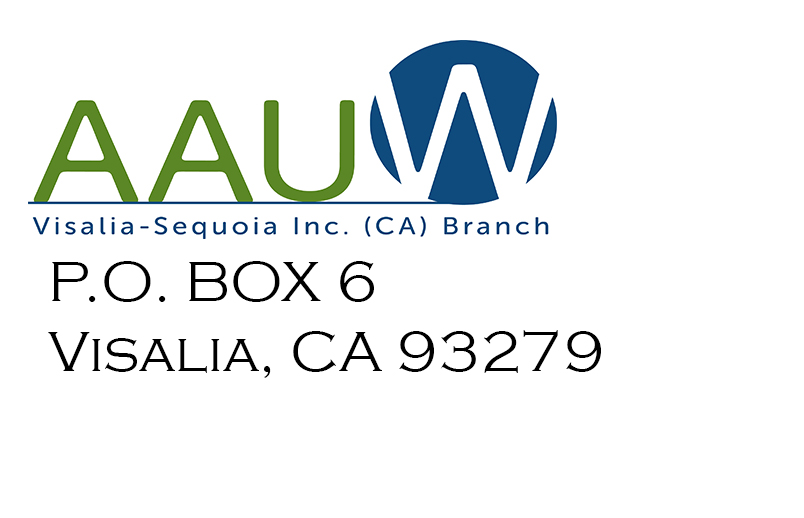 AAUW
Visalia-Sequoia Inc. (CA) Branch
P.O. BOX 6
VISALIA, CA 93279